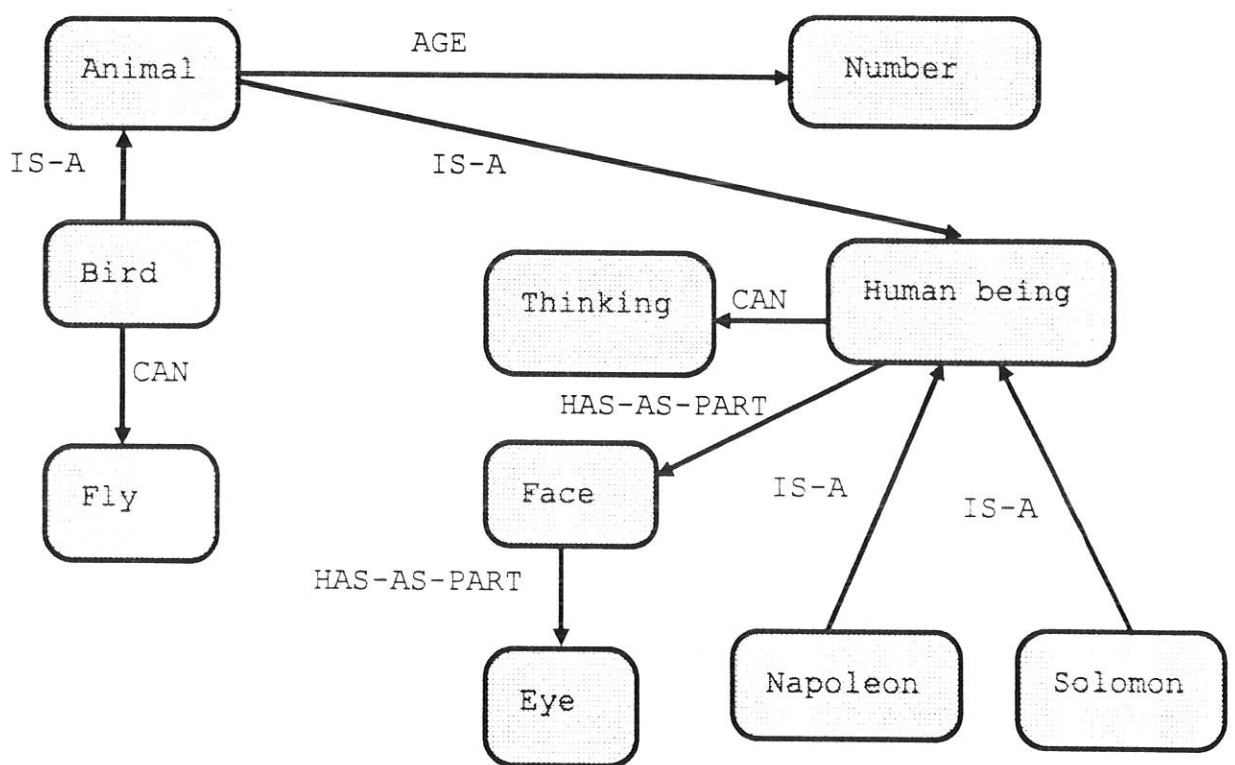 AGE
Animal
Number
IS-A
IS-A
Bird
Thinking
CAN
Human being
CAN
HAS-AS-PART
Fly
Face
IS-A
IS-A
HAS-AS-PART
Eye
Napoleon
Solomon